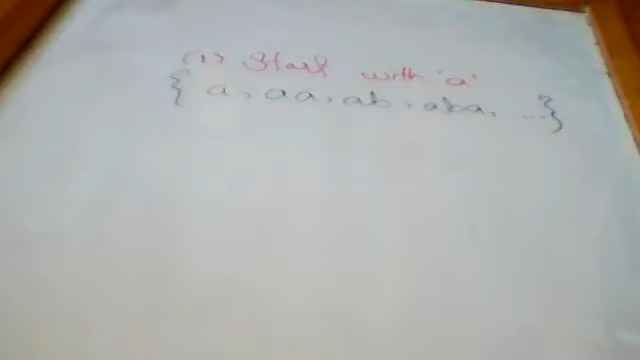 (1) Start with 'a'
{ a, aa, ab, aba, ...}